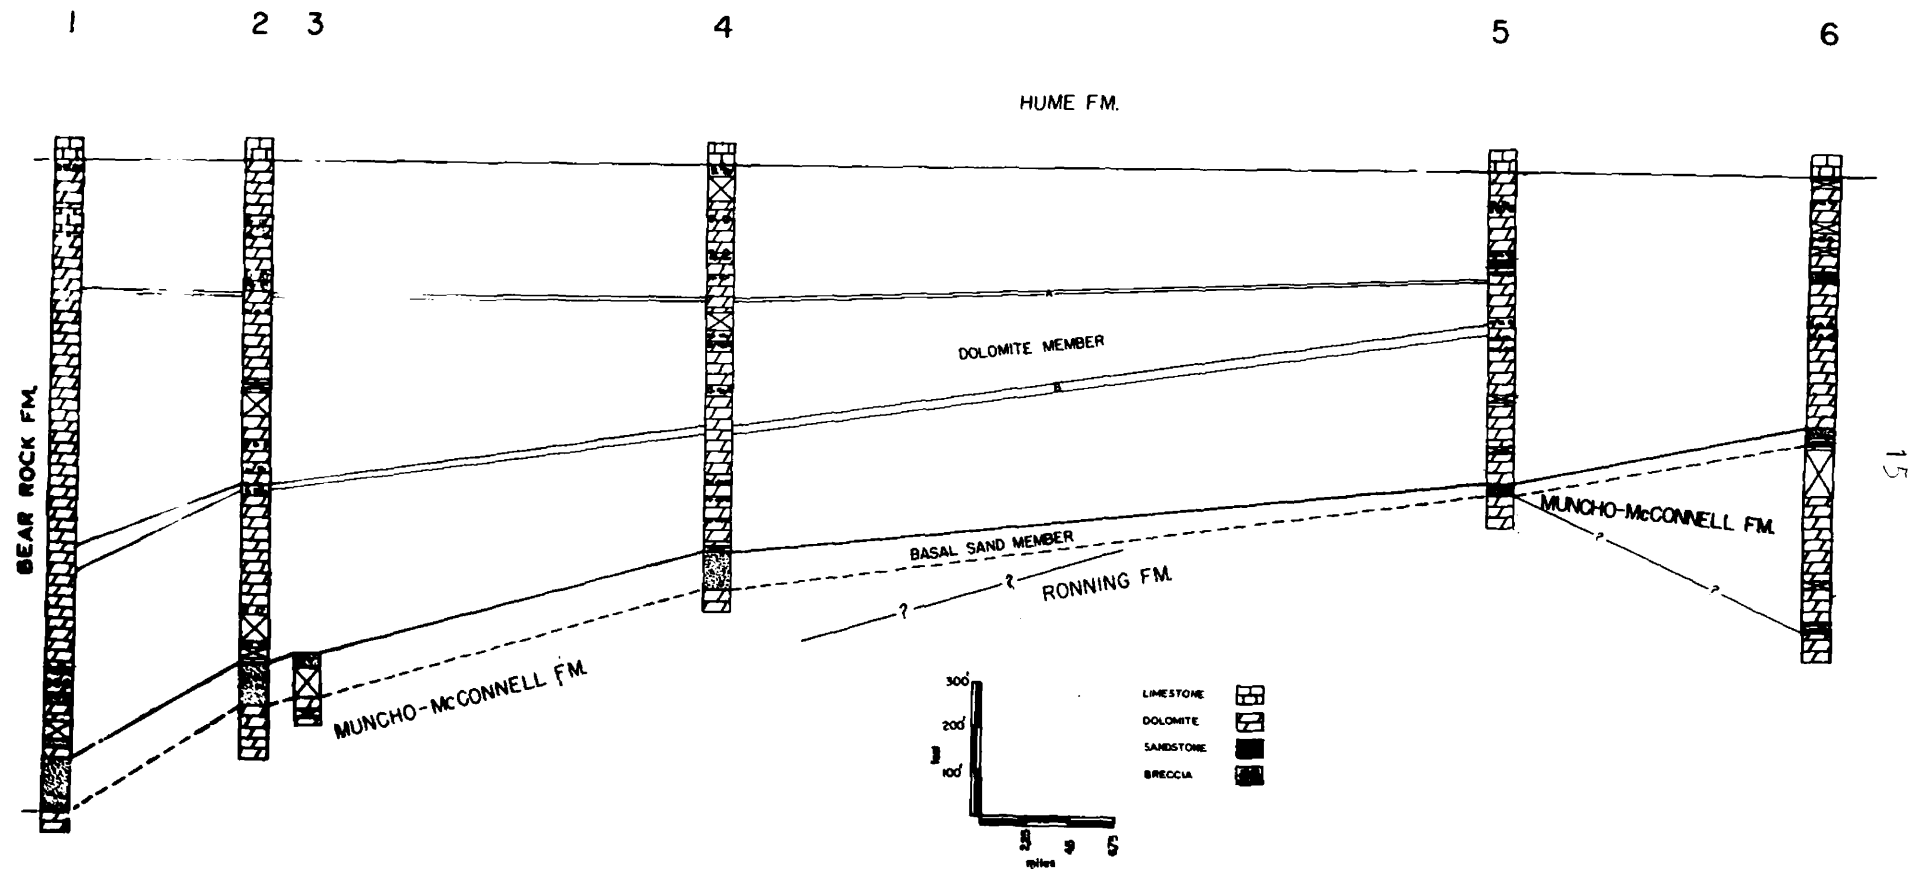 1 2 3 4 5 6
HUME FM.
A
DOLOMITE MEMBER
B
BEAR ROCK FM.
15
MUNCHO-McCONNELL FM.
?
?
BASAL SAND MEMBER
?
RONNING FM.
?
MUNCHO-McCONNELL FM.
300'
200'
100'
feet
miles
LIMESTONE
DOLOMITE
SANDSTONE
BRECCIA